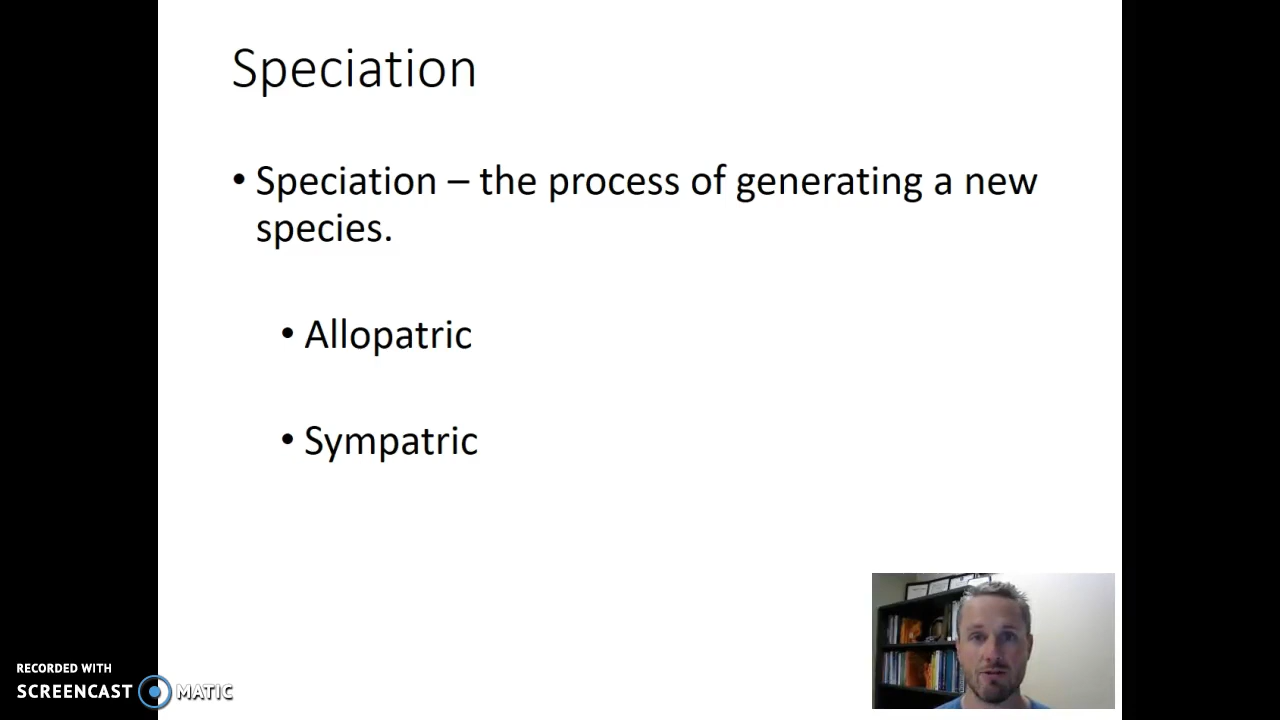 Speciation
• Speciation – the process of generating a new
species.
• Allopatric
• Sympatric
RECORDED WITH
SCREENCAST MATIC